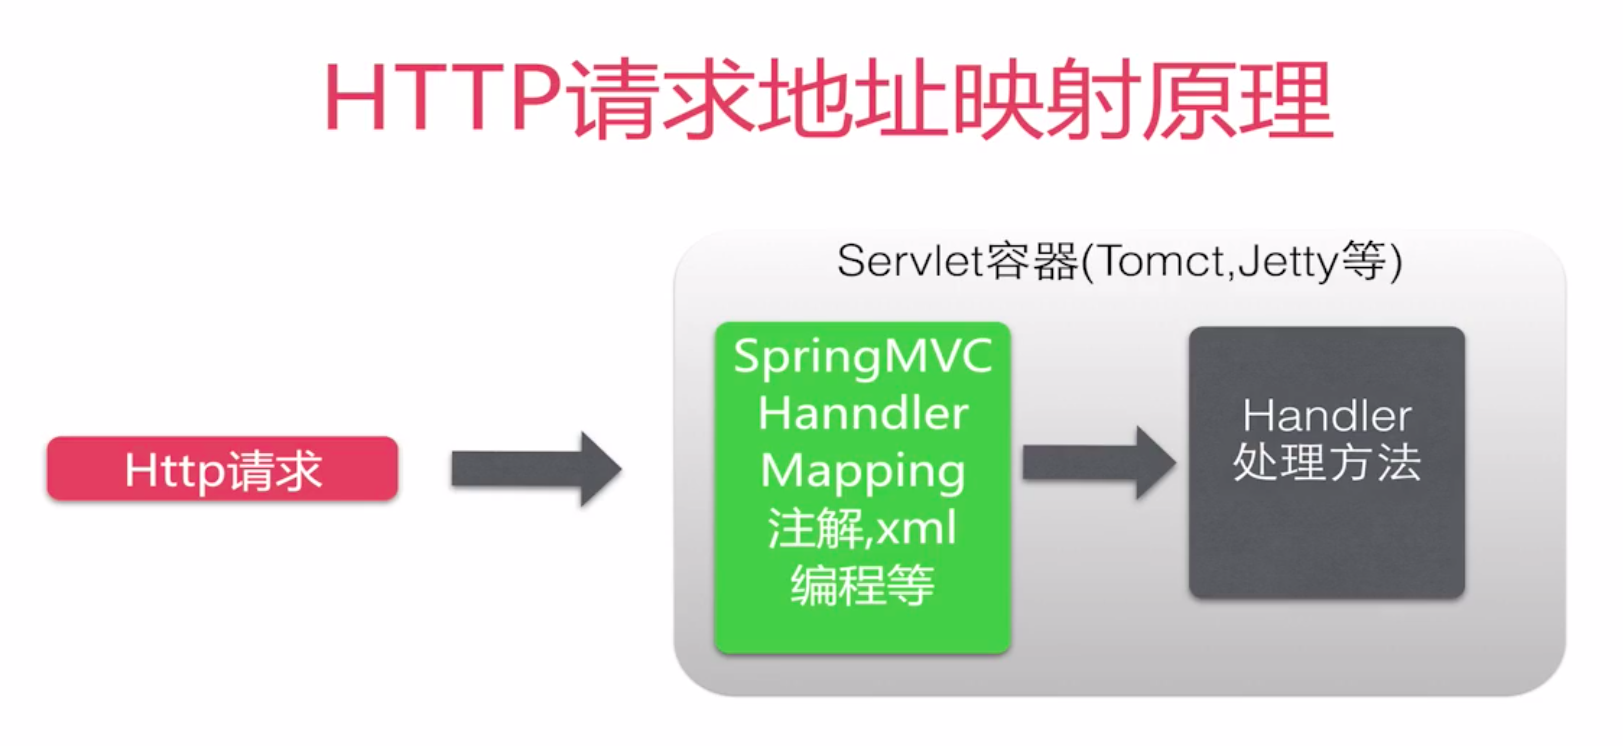 HTTP请求地址映射原理
Servlet容器(Tomct,Jetty等)
Http请求
SpringMVC
Hanndler
Mapping
注解,xml
编程等
Handler
处理方法